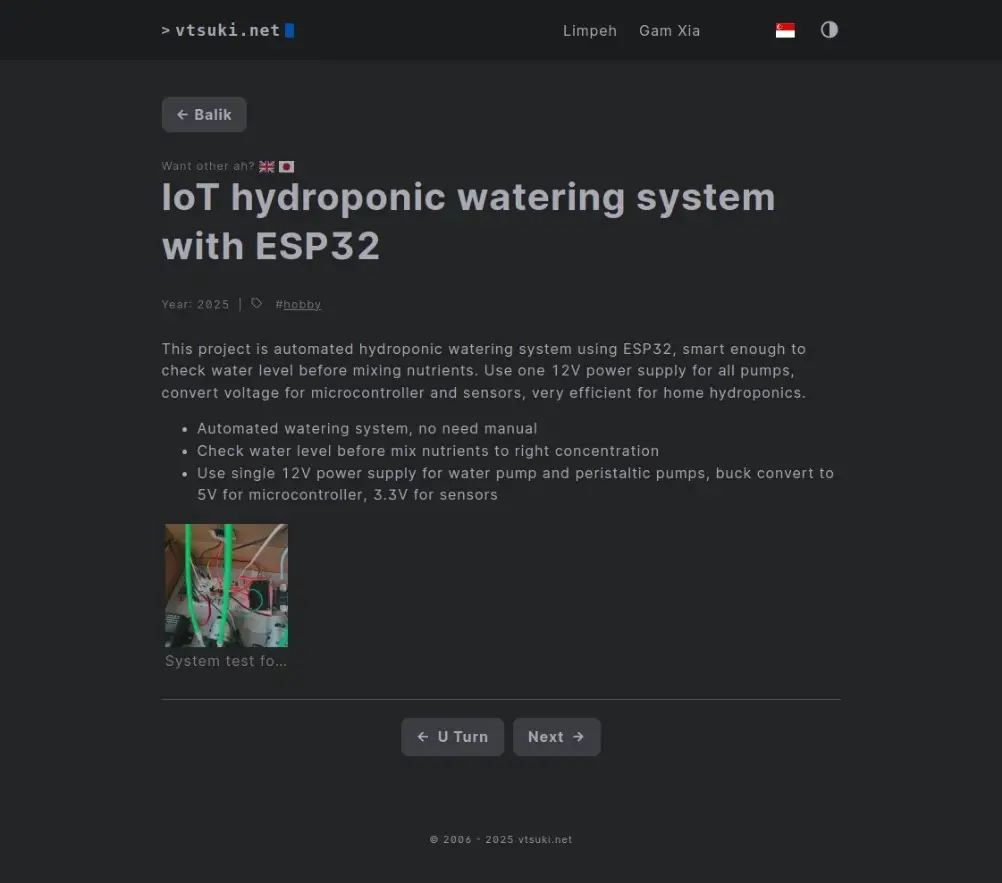 > vtsuki.net
Limpeh
Gam Xia
← Balik
Want other ah?
IoT hydroponic watering system
with ESP32
Year: 2025 | #hobby
This project is automated hydroponic watering system using ESP32, smart enough to
check water level before mixing nutrients. Use one 12V power supply for all pumps,
convert voltage for microcontroller and sensors, very efficient for home hydroponics.
• Automated watering system, no need manual
• Check water level before mix nutrients to right concentration
• Use single 12V power supply for water pump and peristaltic pumps, buck convert to
5V for microcontroller, 3.3V for sensors
System test fo...
← U Turn
Next →
© 2006 - 2025 vtsuki.net